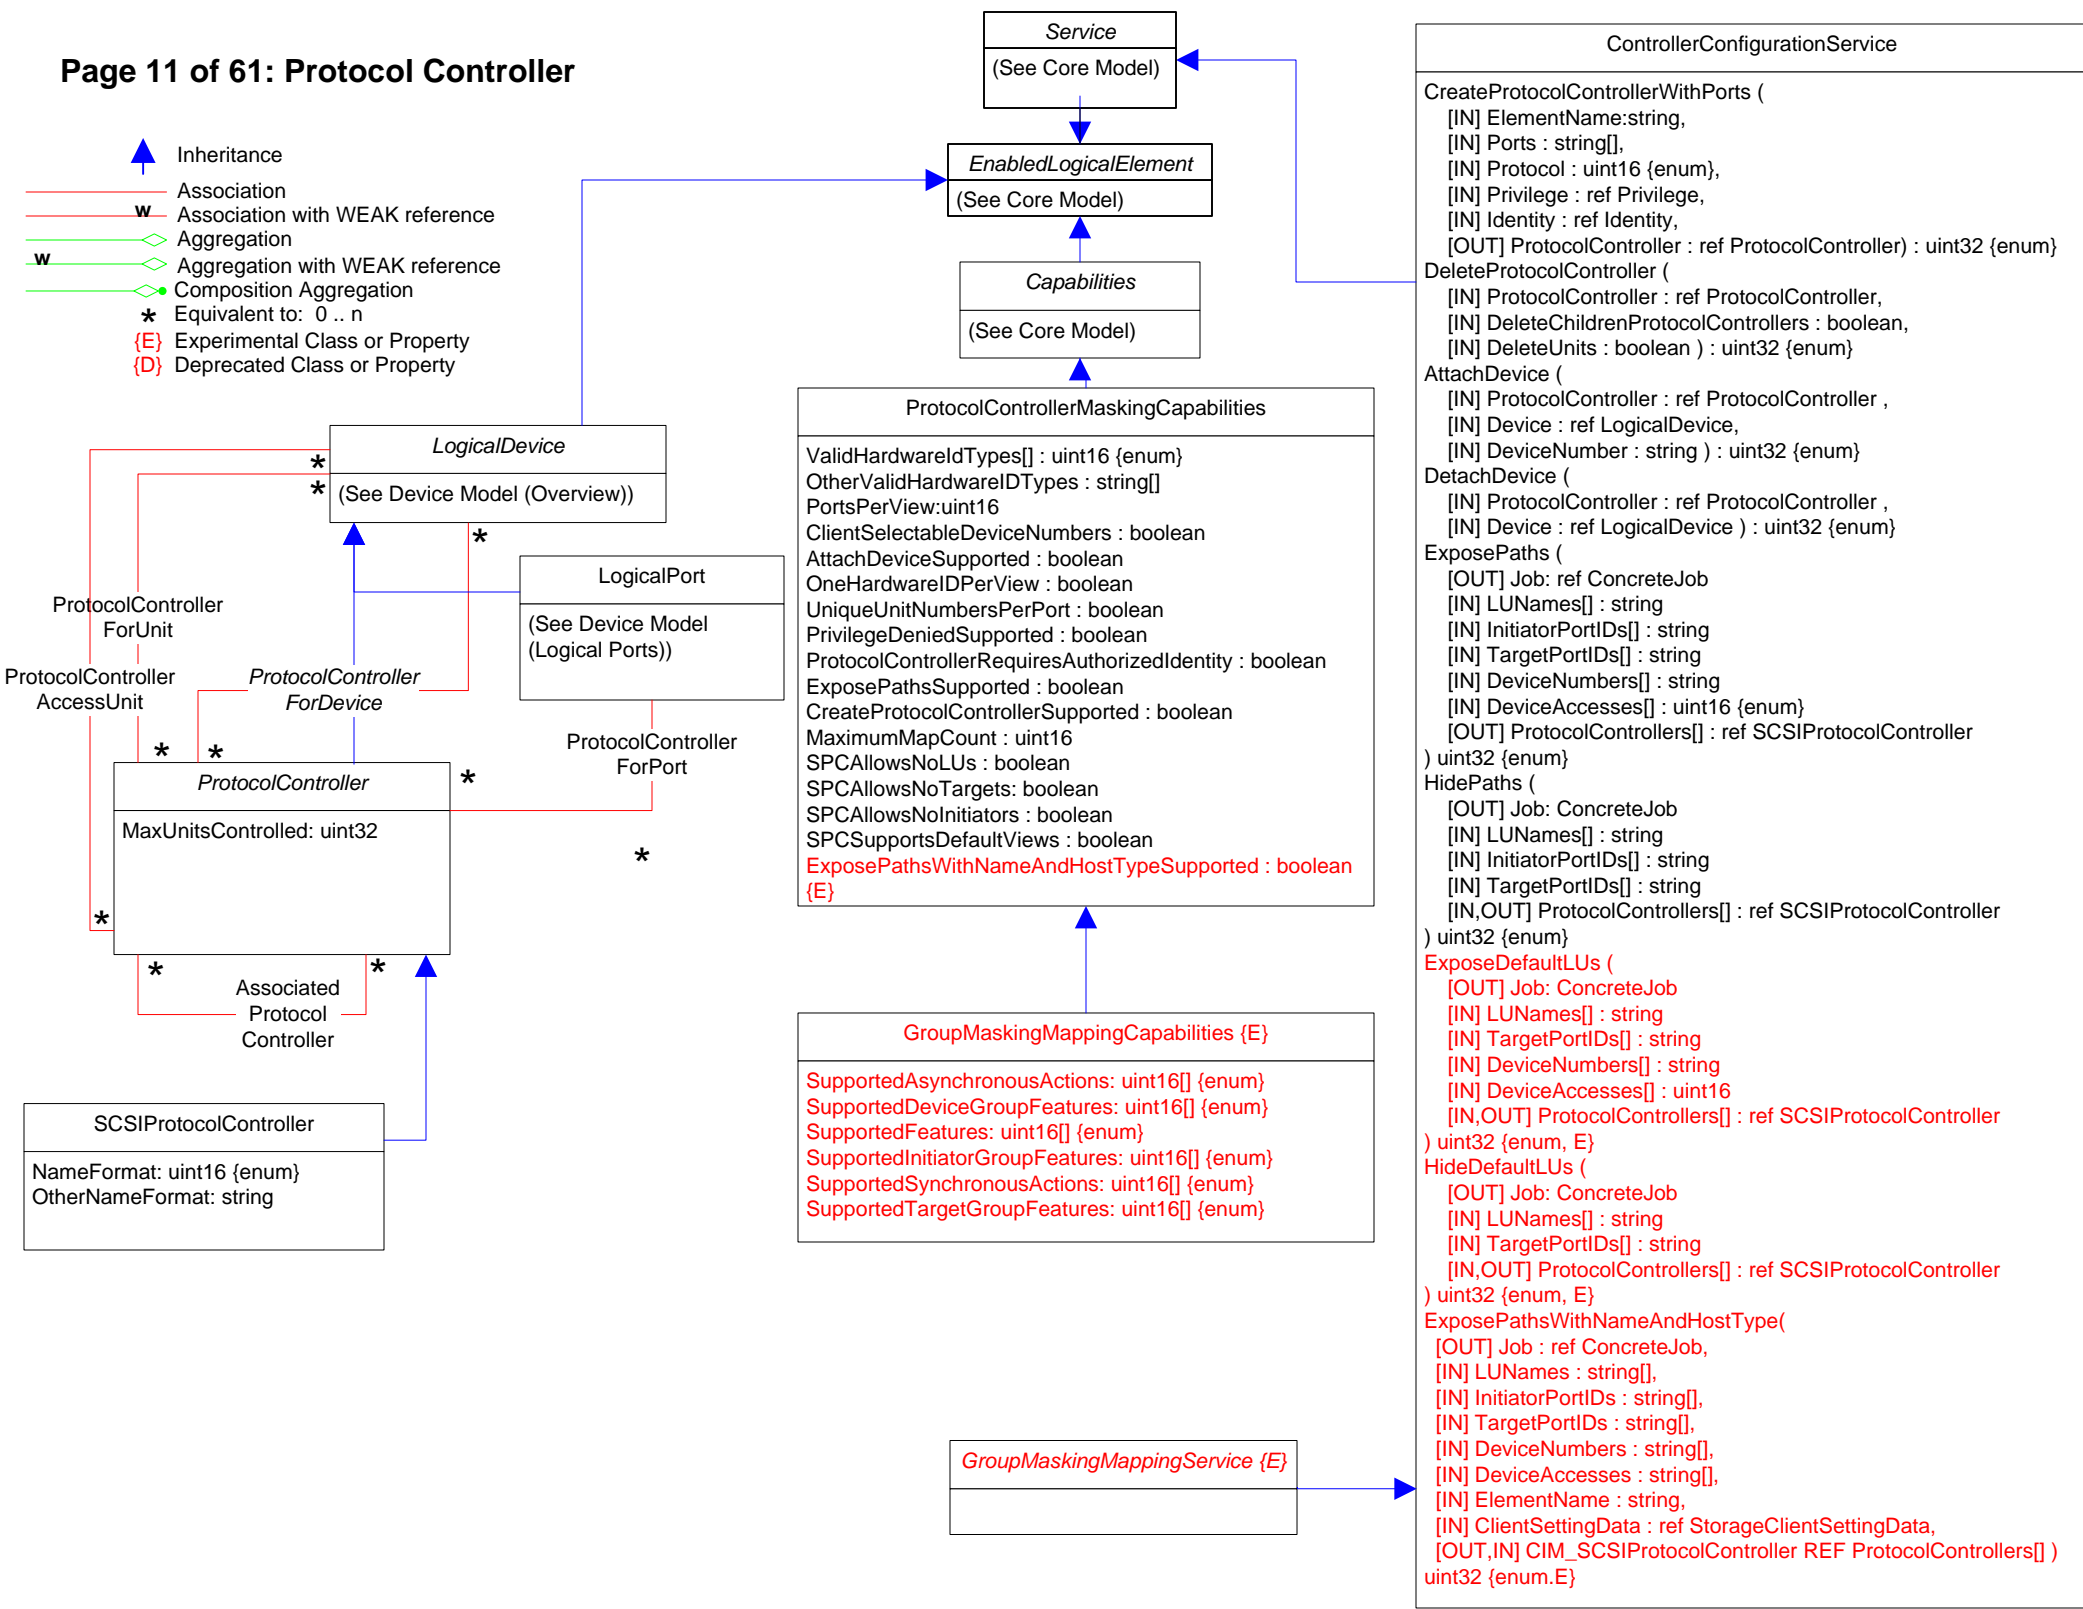 Page 11 of 61: Protocol Controller
Inheritance
Association
w Association with WEAK reference
Aggregation
w Aggregation with WEAK reference
Composition Aggregation
* Equivalent to: 0 .. n
{E} Experimental Class or Property
{D} Deprecated Class or Property
Service
(See Core Model)
EnabledLogicalElement
(See Core Model)
Capabilities
(See Core Model)
LogicalDevice
(See Device Model (Overview))
*
*
*
LogicalPort
(See Device Model
(Logical Ports))
ProtocolController
ForUnit
ProtocolController
AccessUnit
ProtocolController
ForDevice
ProtocolController
ForPort
*
*
*
*
*
ProtocolController
MaxUnitsControlled: uint32
*
*
Associated
Protocol
Controller
SCSIProtocolController
NameFormat: uint16 {enum}
OtherNameFormat: string
ProtocolControllerMaskingCapabilities
ValidHardwareIdTypes[] : uint16 {enum}
OtherValidHardwareIDTypes : string[]
PortsPerView:uint16
ClientSelectableDeviceNumbers : boolean
AttachDeviceSupported : boolean
OneHardwareIDPerView : boolean
UniqueUnitNumbersPerPort : boolean
PrivilegeDeniedSupported : boolean
ProtocolControllerRequiresAuthorizedIdentity : boolean
ExposePathsSupported : boolean
CreateProtocolControllerSupported : boolean
MaximumMapCount : uint16
SPCAllowsNoLUs : boolean
SPCAllowsNoTargets: boolean
SPCAllowsNoInitiators : boolean
SPCSupportsDefaultViews : boolean
ExposePathsWithNameAndHostTypeSupported : boolean
{E}
GroupMaskingMappingCapabilities {E}
SupportedAsynchronousActions: uint16[] {enum}
SupportedDeviceGroupFeatures: uint16[] {enum}
SupportedFeatures: uint16[] {enum}
SupportedInitiatorGroupFeatures: uint16[] {enum}
SupportedSynchronousActions: uint16[] {enum}
SupportedTargetGroupFeatures: uint16[] {enum}
GroupMaskingMappingService {E}
ControllerConfigurationService
CreateProtocolControllerWithPorts (
[IN] ElementName:string,
[IN] Ports : string[],
[IN] Protocol : uint16 {enum},
[IN] Privilege : ref Privilege,
[IN] Identity : ref Identity,
[OUT] ProtocolController : ref ProtocolController) : uint32 {enum}
DeleteProtocolController (
[IN] ProtocolController : ref ProtocolController,
[IN] DeleteChildrenProtocolControllers : boolean,
[IN] DeleteUnits : boolean ) : uint32 {enum}
AttachDevice (
[IN] ProtocolController : ref ProtocolController ,
[IN] Device : ref LogicalDevice,
[IN] DeviceNumber : string ) : uint32 {enum}
DetachDevice (
[IN] ProtocolController : ref ProtocolController ,
[IN] Device : ref LogicalDevice ) : uint32 {enum}
ExposePaths (
[OUT] Job: ref ConcreteJob
[IN] LUNames[] : string
[IN] InitiatorPortIDs[] : string
[IN] TargetPortIDs[] : string
[IN] DeviceNumbers[] : string
[IN] DeviceAccesses[] : uint16 {enum}
[OUT] ProtocolControllers[] : ref SCSIProtocolController
) uint32 {enum}
HidePaths (
[OUT] Job: ConcreteJob
[IN] LUNames[] : string
[IN] InitiatorPortIDs[] : string
[IN] TargetPortIDs[] : string
[IN,OUT] ProtocolControllers[] : ref SCSIProtocolController
) uint32 {enum}
ExposeDefaultLUs (
[OUT] Job: ConcreteJob
[IN] LUNames[] : string
[IN] TargetPortIDs[] : string
[IN] DeviceNumbers[] : string
[IN] DeviceAccesses[] : uint16
[IN,OUT] ProtocolControllers[] : ref SCSIProtocolController
) uint32 {enum, E}
HideDefaultLUs (
[OUT] Job: ConcreteJob
[IN] LUNames[] : string
[IN] TargetPortIDs[] : string
[IN,OUT] ProtocolControllers[] : ref SCSIProtocolController
) uint32 {enum, E}
ExposePathsWithNameAndHostType(
[OUT] Job : ref ConcreteJob,
[IN] LUNames : string[],
[IN] InitiatorPortIDs : string[],
[IN] TargetPortIDs : string[],
[IN] DeviceNumbers : string[],
[IN] DeviceAccesses : string[],
[IN] ElementName : string,
[IN] ClientSettingData : ref StorageClientSettingData,
[OUT,IN] CIM_SCSIProtocolController REF ProtocolControllers[] )
uint32 {enum.E}